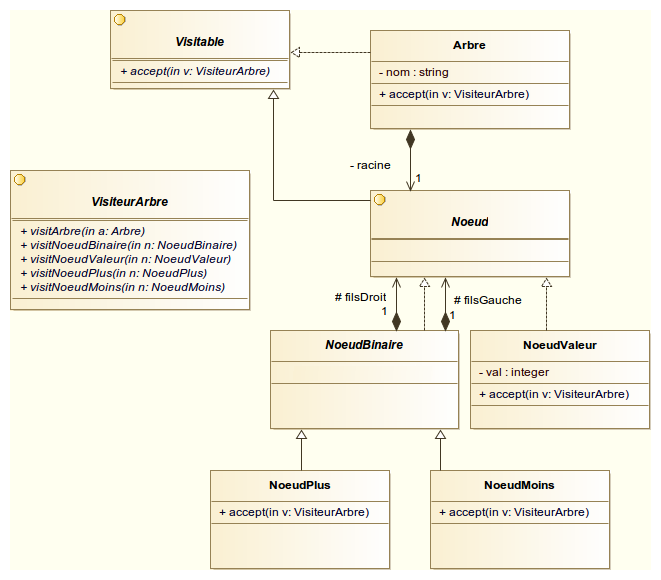 VIsitable
+ accept(in v: VisiteurArbre)
Arbre
- nom : string
+ accept(in v: VisiteurArbre)
- racine
1
VIsiteurArbre
+ visitArbre(in a: Arbre)
+ visitNoeudBinaire(in n: NoeudBinaire)
+ visitNoeudValeur(in n: NoeudValeur)
+ visitNoeudPlus(in n: NoeudPlus)
+ visitNoeudMoins(in n: NoeudMoins)
Noeud
# filsDroit
1
# filsGauche
1
NoeudBinaire
NoeudValeur
- val : integer
+ accept(in v: VisiteurArbre)
NoeudPlus
+ accept(in v: VisiteurArbre)
NoeudMoins
+ accept(in v: VisiteurArbre)